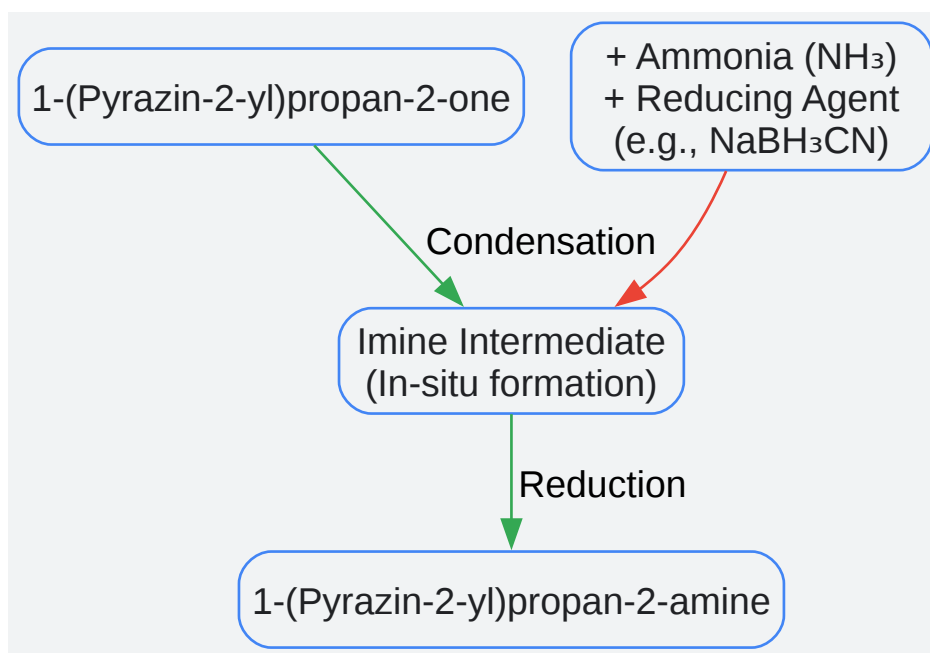 1-(Pyrazin-2-yl)propan-2-one
+ Ammonia (NH₃)
+ Reducing Agent
(e.g., NaBH₃CN)
Condensation
Imine Intermediate
(In-situ formation)
Reduction
1-(Pyrazin-2-yl)propan-2-amine